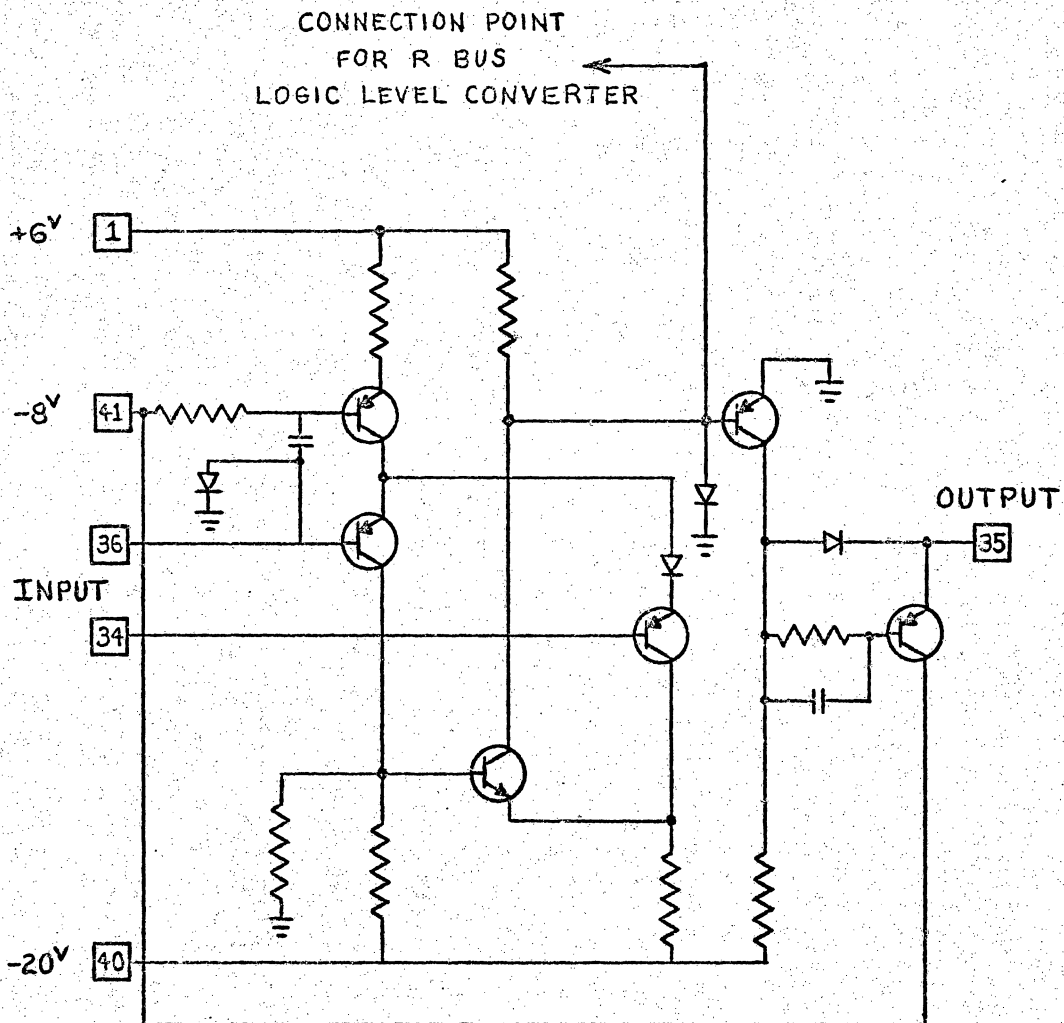 CONNECTION POINT
FOR R BUS
LOGIC LEVEL CONVERTER
+6V 1
-8V 41
36
INPUT
34
-20V 40
OUTPUT
35